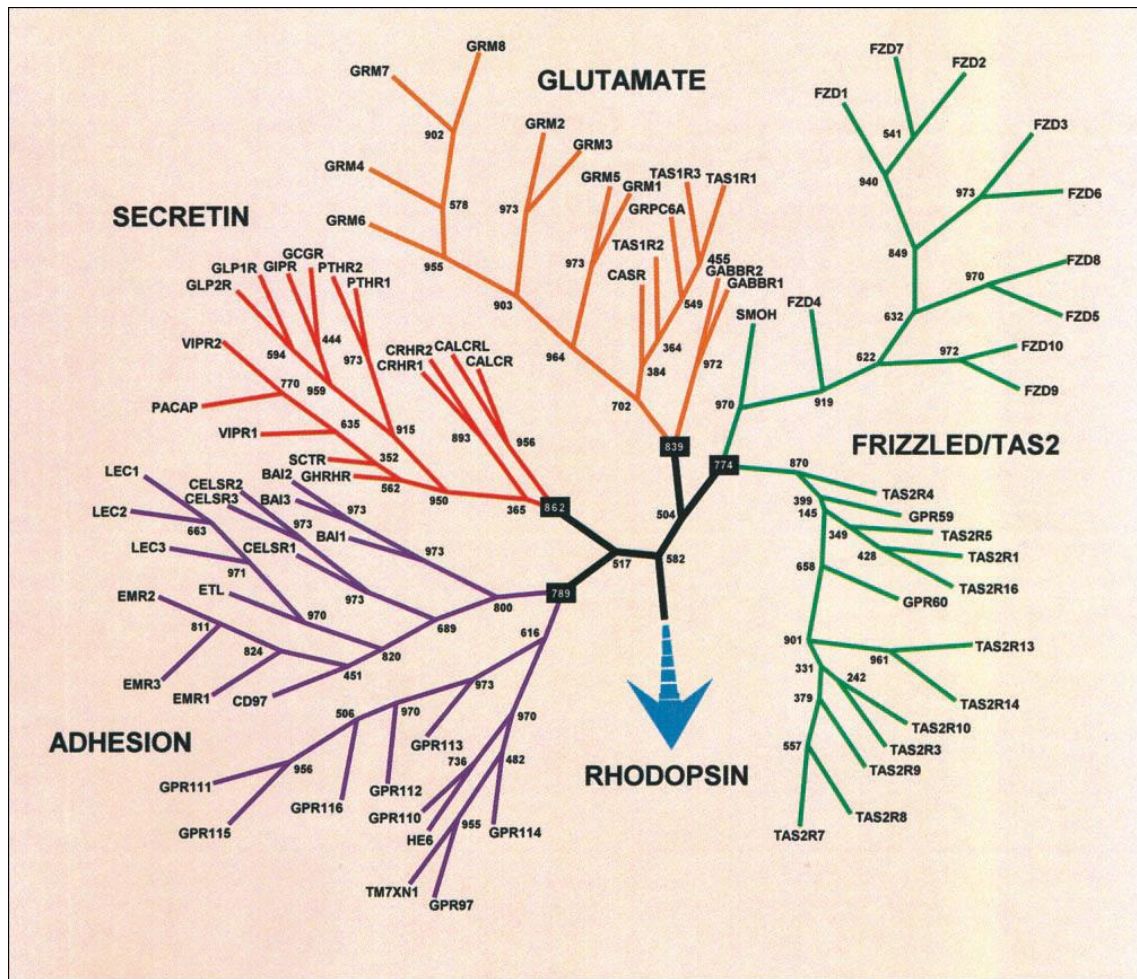 GRM8
FZD7
FZD2
GRM7
GLUTAMATE
FZD1
GRM2
FZD3
902
541
GRM3
GRM4
GRM5
TAS1R3
TAS1R1
940
GRM1
973
FZD6
578
973
GRPC6A
SECRETIN
GRM6
849
TAS1R2
GCGR
PTHR2
FZD8
GLP1R
GIPR
955
973
455
970
GLP2R
PTHR1
CASR
GABBR2
GABBR1
903
549
SMOH
FZD4
632
FZD5
VIPR2
444
CALCRL
364
FZD10
594
973
CRHR2
964
972
622
972
CRHR1
CALCR
384
770
959
FZD9
PACAP
702
970
919
635
915
VIPR1
893
956
839
FRIZZLED/TAS2
352
774
870
SCTR
LEC1
CELSR2
BAI2
GHRHR
562
950
TAS2R4
CELSR3
BAI3
365
862
399
GPR59
LEC2
973
973
504
145
663
349
TAS2R5
BAI1
LEC3
CELSR1
973
517
582
428
TAS2R1
971
658
ETL
973
TAS2R16
EMR2
789
800
GPR60
970
689
811
616
901
824
820
TAS2R13
961
331
EMR3
451
973
242
EMR1
CD97
379
TAS2R14
506
970
970
TAS2R10
ADHESION
GPR113
557
TAS2R3
956
736
482
TAS2R9
RHODOPSIN
GPR111
GPR112
GPR116
GPR110
TAS2R8
GPR115
955
GPR114
TAS2R7
HE6
TM7XN1
GPR97